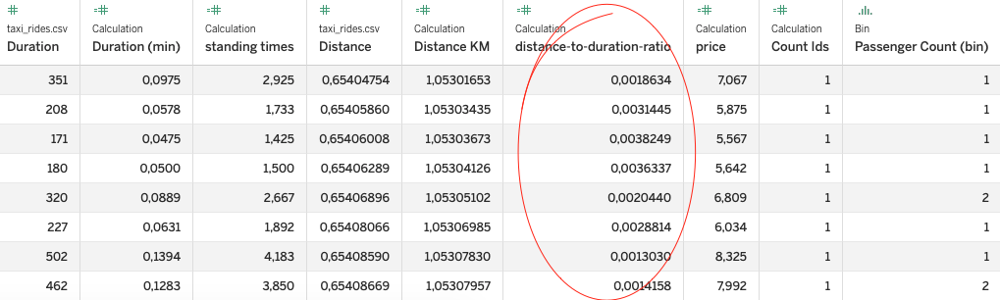 taxi_rides.csv Calculation Calculation taxi_rides.csv Calculation Calculation Calculation Calculation Bin
Duration Duration (min) standing times Distance Distance KM distance-to-duration-ratio price Count Ids Passenger Count (bin)
351 0,0975 2,925 0,65404754 1,05301653 0,0018634 7,067 1 1
208 0,0578 1,733 0,65405860 1,05303435 0,0031445 5,875 1 1
171 0,0475 1,425 0,65406008 1,05303673 0,0038249 5,567 1 1
180 0,0500 1,500 0,65406289 1,05304126 0,0036337 5,642 1 1
320 0,0889 2,667 0,65406896 1,05305102 0,0020440 6,809 1 2
227 0,0631 1,892 0,65408066 1,05306985 0,0028814 6,034 1 1
502 0,1394 4,183 0,65408590 1,05307830 0,0013030 8,325 1 1
462 0,1283 3,850 0,65408669 1,05307957 0,0014158 7,992 1 2